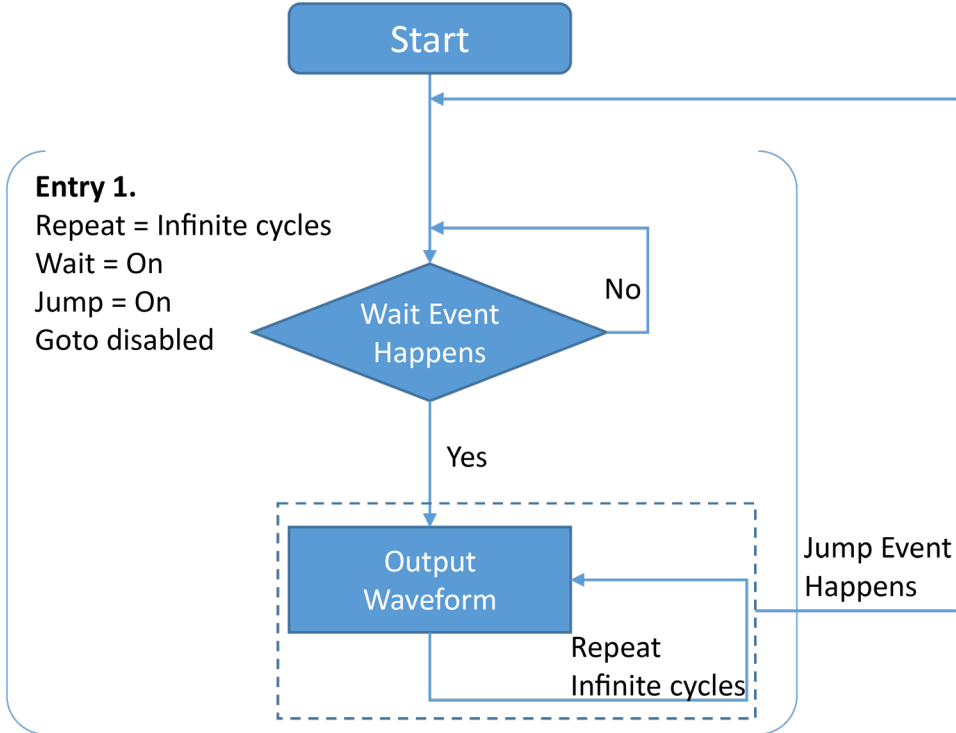 Start
Entry 1.
Repeat = Infinite cycles
Wait = On
Jump = On
Goto disabled
Wait Event
Happens
No
Yes
Output
Waveform
Repeat
Infinite cycles
Jump Event
Happens